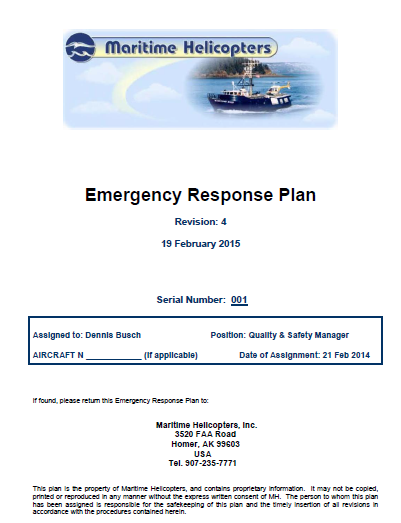 Maritime Helicopters
Emergency Response Plan
Revision: 4
19 February 2015
Serial Number: 001
Assigned to: Dennis Busch Position: Quality & Safety Manager
AIRCRAFT N ____________ (if applicable) Date of Assignment: 21 Feb 2014
If found, please return this Emergency Response Plan to:
Maritime Helicopters, Inc.
3520 FAA Road
Homer, AK 99603
USA
Tel. 907-235-7771
This plan is the property of Maritime Helicopters, and contains proprietary information. It may not be copied,
printed or reproduced in any manner without the express written consent of MH. The person to whom this plan
has been assigned is responsible for the safekeeping of this plan and the timely insertion of all revisions in
accordance with the procedures contained herein.